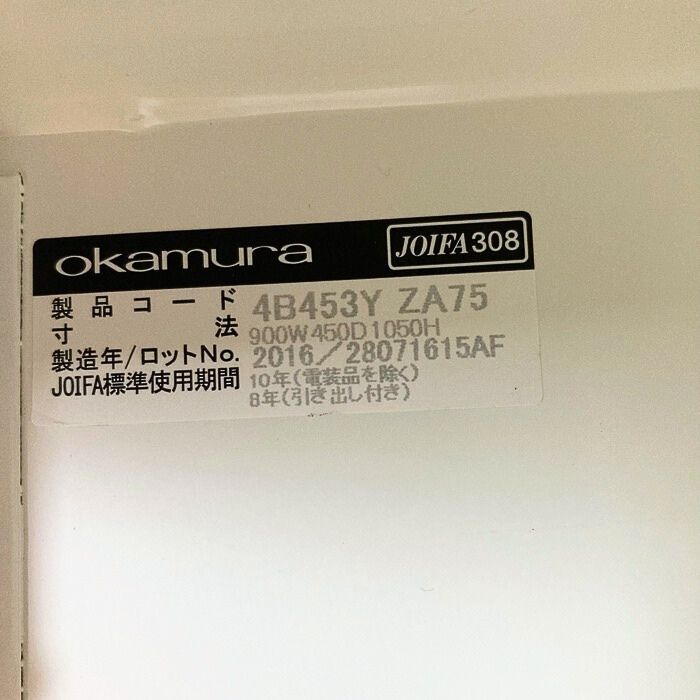 okamura JOIFA308
製品コード 4B453Y ZA75
寸法 900W450D1050H
製造年/ロットNo. 2016/28071615AF
JOIFA標準使用期間 10年(電装品を除く)
8年(引き出し付き)